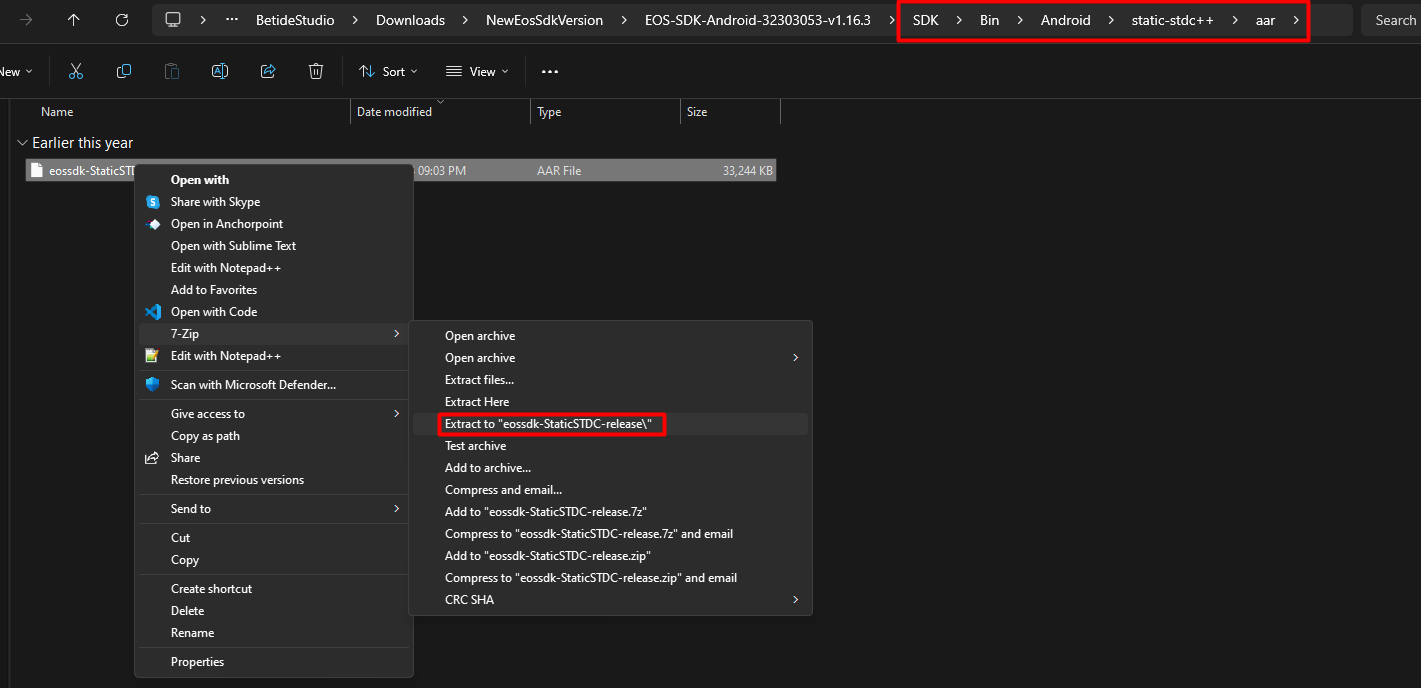 ··· BetideStudio > Downloads > NewEosSdkVersion > EOS-SDK-Android-32303053-v1.16.3 > SDK > Bin > Android > static-stdc++ > aar > Search
New Sort View ···
Name Date modified Type Size
Earlier this year
eossdk-StaticSTD 09:03 PM AAR File 33,244 KB
Open with
Share with Skype
Open in Anchorpoint
Open with Sublime Text
Edit with Notepad++
Add to Favorites
Open with Code
7-Zip
Edit with Notepad++
Scan with Microsoft Defender...
Give access to
Copy as path
Share
Restore previous versions
Send to
Cut
Copy
Create shortcut
Delete
Rename
Properties
Open archive
Open archive
Extract files...
Extract Here
Extract to "eossdk-StaticSTDC-release\"
Test archive
Add to archive...
Compress and email...
Add to "eossdk-StaticSTDC-release.7z"
Compress to "eossdk-StaticSTDC-release.7z" and email
Add to "eossdk-StaticSTDC-release.zip"
Compress to "eossdk-StaticSTDC-release.zip" and email
CRC SHA